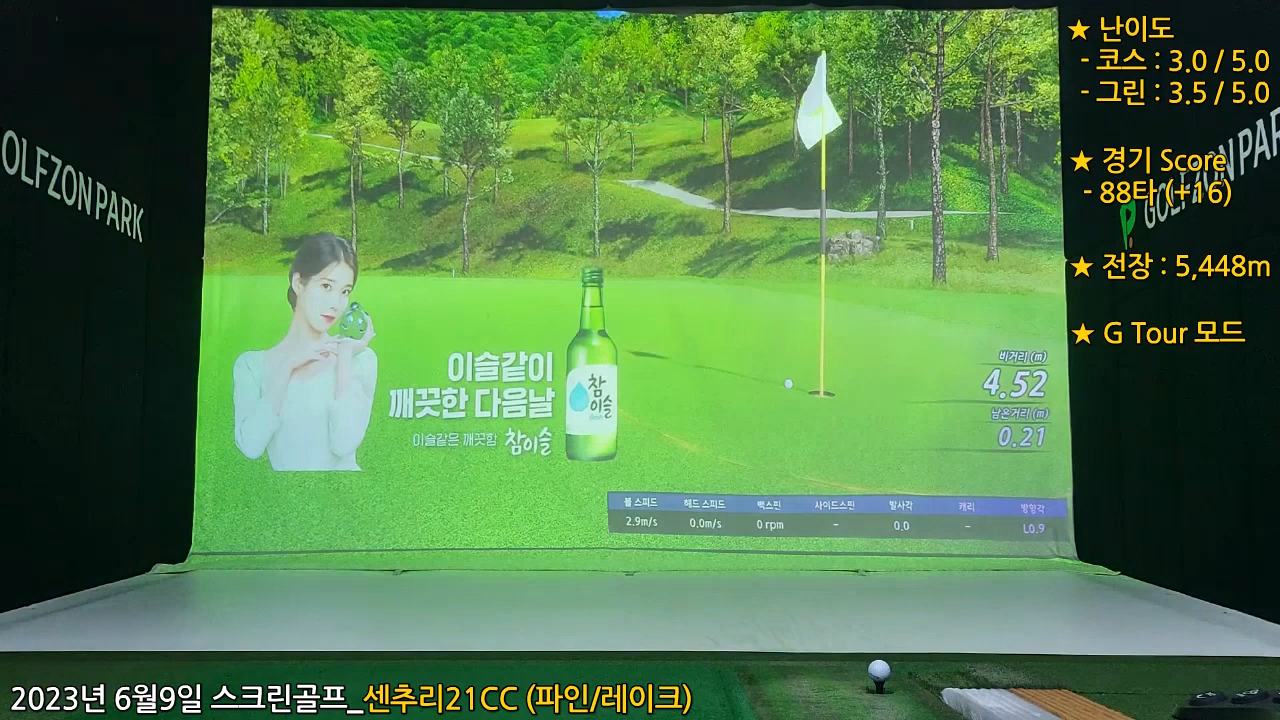 ★ 난이도
- 코스 : 3.0 / 5.0
- 그린 : 3.5 / 5.0
★ 경기 Score
- 88타 (+16)
★ 전장 : 5,448m
★ G Tour 모드
OLFZON PARK
GOLFZON PAR
이슬같이
깨끗한 다음날
이슬같은 깨끗함 참이슬
참
이슬
비거리 (m)
4.52
남은거리 (m)
0.21
볼 스피드 헤드 스피드 백스핀 사이드스핀 발사각 캐리 방향각
2.9m/s 0.0m/s 0 rpm - 0.0 - L0.9
2023년 6월9일 스크린골프_센추리21CC (파인/레이크)